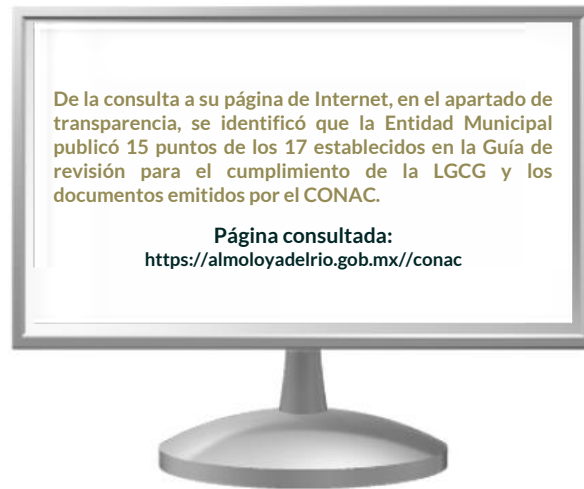 De la consulta a su página de Internet, en el apartado de
transparencia, se identificó que la Entidad Municipal
publicó 15 puntos de los 17 establecidos en la Guía de
revisión para el cumplimiento de la LGCG y los
documentos emitidos por el CONAC.
Página consultada:
https://almoloyadelrio.gob.mx//conac